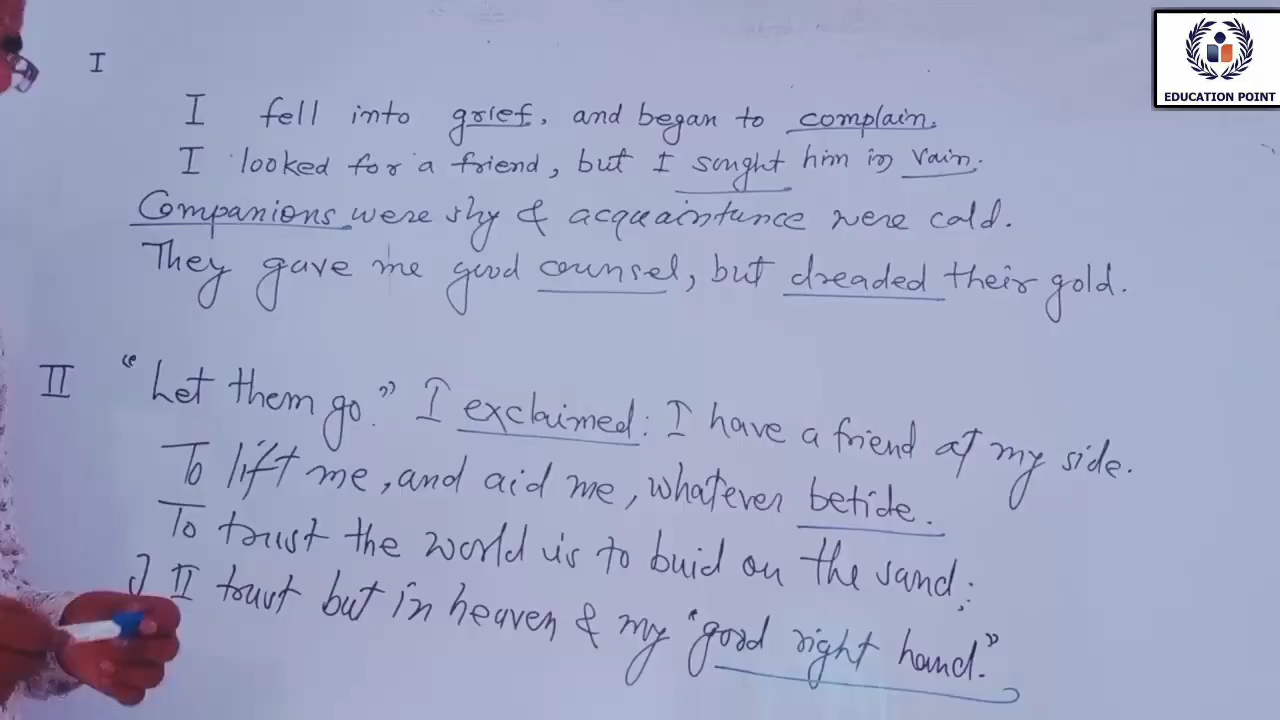 EDUCATION POINT
I
I fell into grief, and began to complain.
I looked for a friend, but I sought him in vain.
Companions were shy & acquaintance were cold.
They gave me good counsel, but dreaded their gold.
II "Let them go." I exclaimed: I have a friend at my side.
To lift me, and aid me, whatever betide.
To trust the world is to buid on the sand;
II trust but in heaven & my "good right hand."